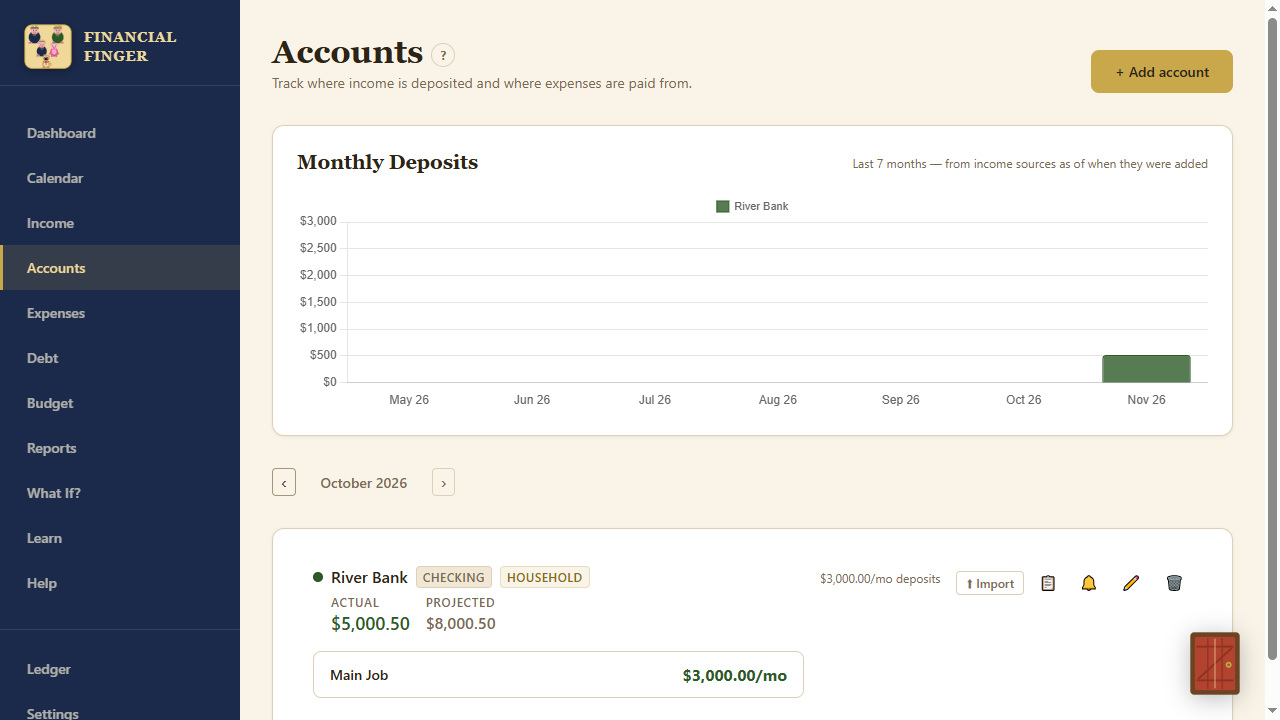 FINANCIAL
FINGER
Dashboard
Calendar
Income
Accounts
Expenses
Debt
Budget
Reports
What If?
Learn
Help
Ledger
Settings
Accounts ?
Track where income is deposited and where expenses are paid from.
+ Add account
Monthly Deposits
Last 7 months — from income sources as of when they were added
River Bank
$3,000
$2,500
$2,000
$1,500
$1,000
$500
$0
May 26 Jun 26 Jul 26 Aug 26 Sep 26 Oct 26 Nov 26
‹ October 2026 ›
River Bank CHECKING HOUSEHOLD
$3,000.00/mo deposits
⬆ Import
ACTUAL PROJECTED
$5,000.50 $8,000.50
Main Job $3,000.00/mo